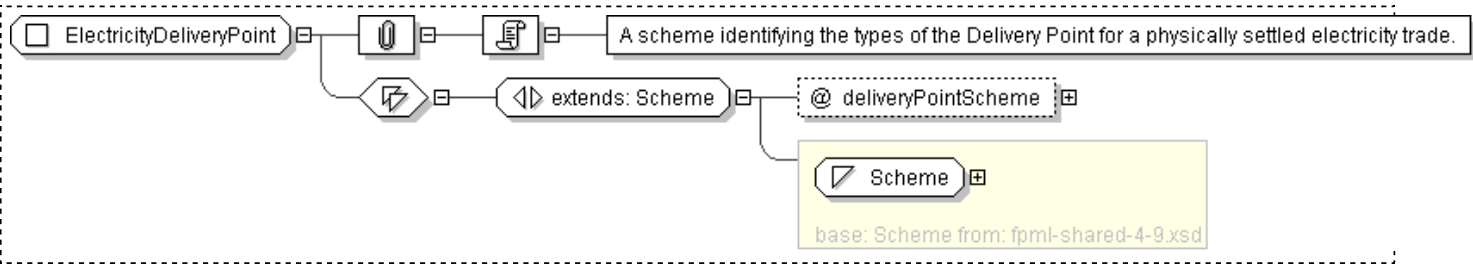 ElectricityDeliveryPoint
A scheme identifying the types of the Delivery Point for a physically settled electricity trade.
extends: Scheme
@ deliveryPointScheme
Scheme
base: Scheme from: fpml-shared-4-9.xsd